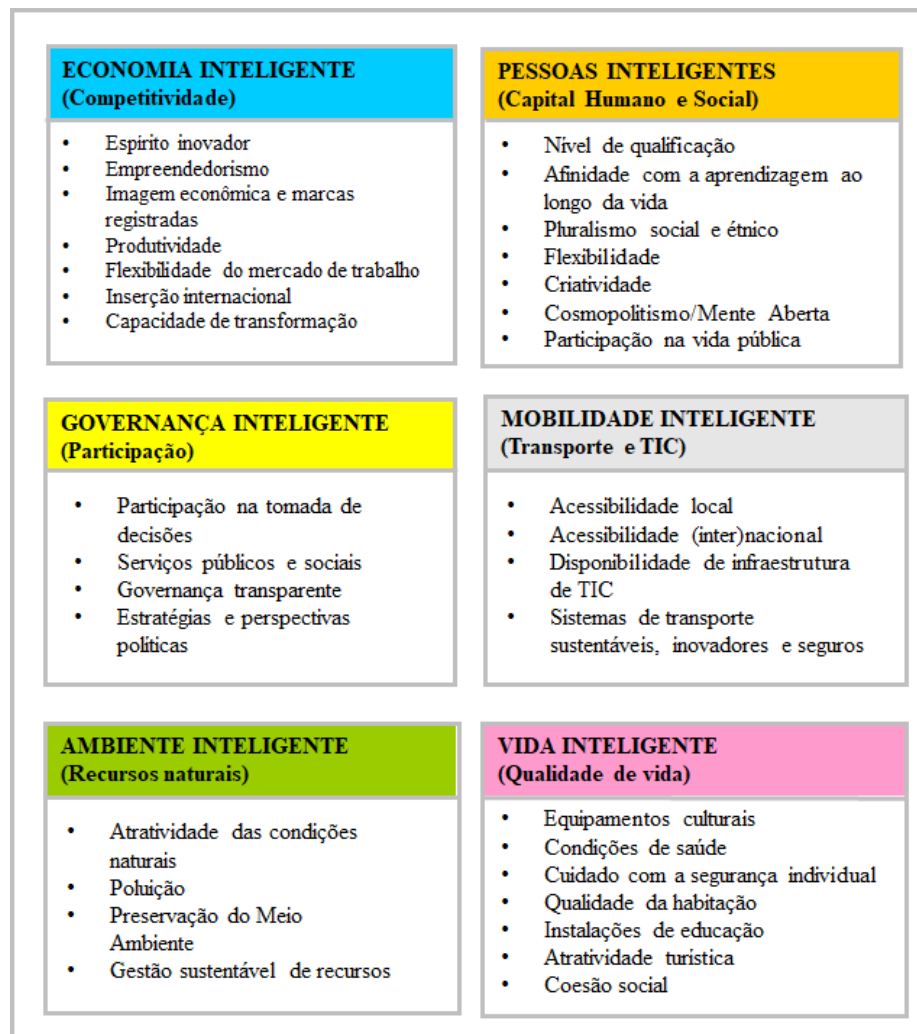 ECONOMIA INTELIGENTE
(Competitividade)
• Espírito inovador
• Empreendedorismo
• Imagem econômica e marcas
registradas
• Produtividade
• Flexibilidade do mercado de trabalho
• Inserção internacional
• Capacidade de transformação
PESSOAS INTELIGENTES
(Capital Humano e Social)
• Nível de qualificação
• Afinidade com a aprendizagem ao
longo da vida
• Pluralismo social e étnico
• Flexibilidade
• Criatividade
• Cosmopolitismo/Mente Aberta
• Participação na vida pública
GOVERNANÇA INTELIGENTE
(Participação)
• Participação na tomada de
decisões
• Serviços públicos e sociais
• Governança transparente
• Estratégias e perspectivas
políticas
MOBILIDADE INTELIGENTE
(Transporte e TIC)
• Acessibilidade local
• Acessibilidade (inter)nacional
• Disponibilidade de infraestrutura
de TIC
• Sistemas de transporte
sustentáveis, inovadores e seguros
AMBIENTE INTELIGENTE
(Recursos naturais)
• Atratividade das condições
naturais
• Poluição
• Preservação do Meio
Ambiente
• Gestão sustentável de recursos
VIDA INTELIGENTE
(Qualidade de vida)
• Equipamentos culturais
• Condições de saúde
• Cuidado com a segurança individual
• Qualidade da habitação
• Instalações de educação
• Atratividade turística
• Coesão social